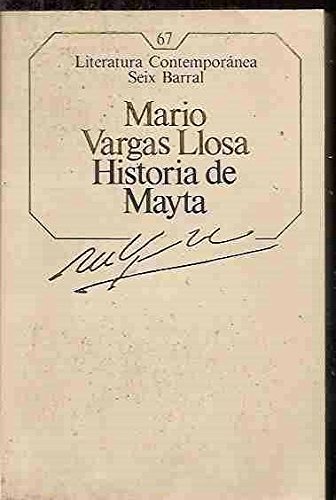 67
Literatura Contemporánea
Seix Barral
Mario
Vargas Llosa
Historia de
Mayta